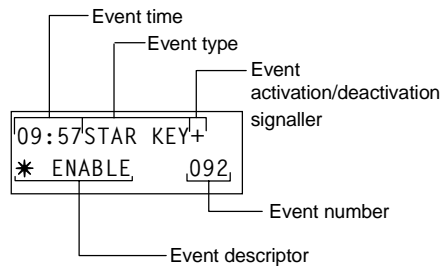 Event time
Event type
Event
activation/deactivation
signaller
09:57STAR KEY+
✱ ENABLE 092
Event number
Event descriptor